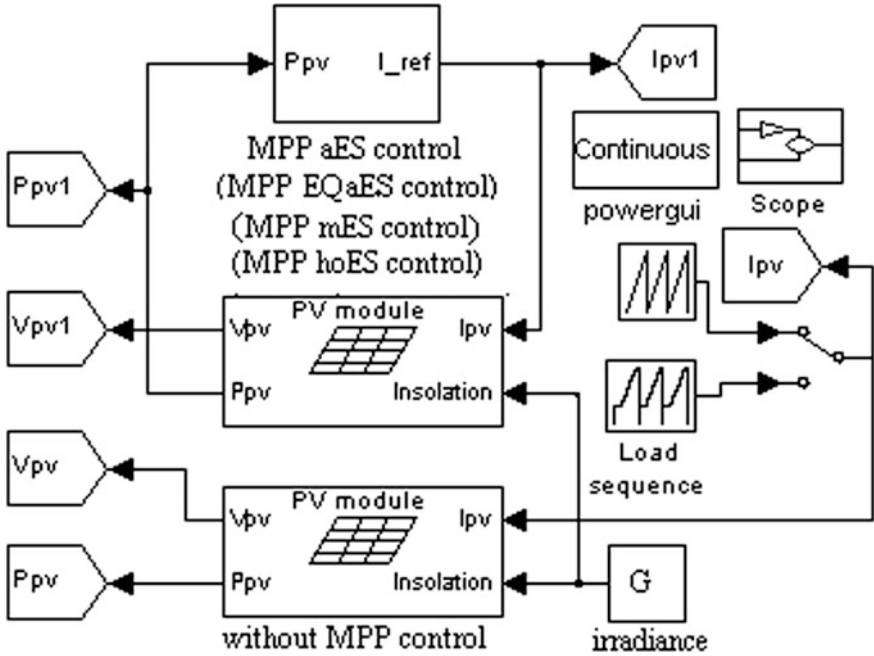 Ppv I_ref
Ipv1
MPP aES control
(MPP EQaES control)
(MPP mES control)
(MPP hoES control)
Continuous
powergui
Scope
Ppv1
Ipv
Vpv1
PV module
Vpv Ipv
Ppv Insolation
Load
sequence
Vpv
PV module
Vpv Ipv
Ppv Insolation
Ppv
without MPP control
G
irradiance